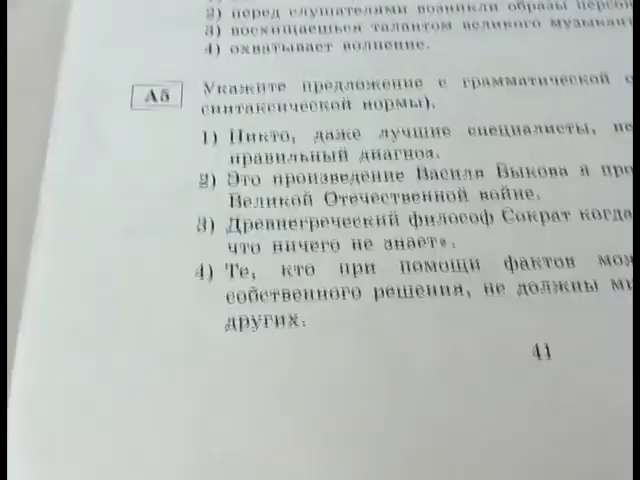 2) перед слушателями возникли образы
3) восхищаешься талантом великого
4) охватывает волнение.
А5
Укажите предложение с грамматической
синтаксической нормы).
1) Никто, даже лучшие специалисты, не
правильный диагноз.
2) Это произведение Василя Быкова я
Великой Отечественной войне.
3) Древнегреческий философ Сократ
что ничего не знает».
4) Те, кто при помощи фактов
собственного решения, не должны
других.
41